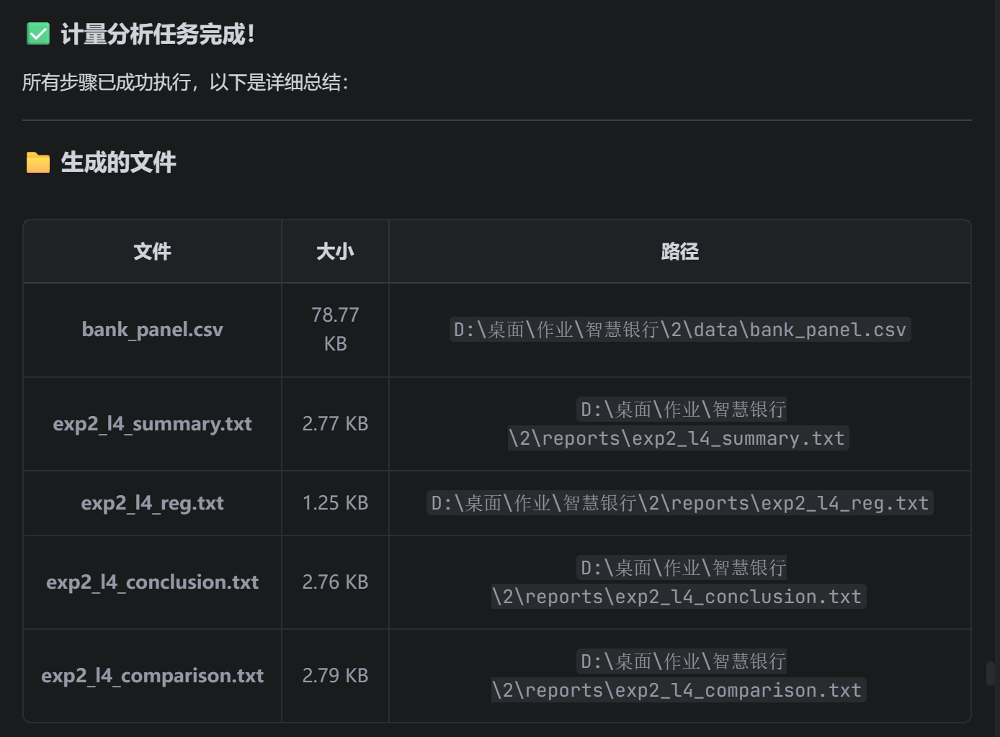 ✅ 计量分析任务完成！
所有步骤已成功执行，以下是详细总结：
📁 生成的文件
文件 大小 路径
bank_panel.csv 78.77 KB D:\桌面\作业\智慧银行\2\data\bank_panel.csv
exp2_l4_summary.txt 2.77 KB D:\桌面\作业\智慧银行
\2\reports\exp2_l4_summary.txt
exp2_l4_reg.txt 1.25 KB D:\桌面\作业\智慧银行\2\reports\exp2_l4_reg.txt
exp2_l4_conclusion.txt 2.76 KB D:\桌面\作业\智慧银行
\2\reports\exp2_l4_conclusion.txt
exp2_l4_comparison.txt 2.79 KB D:\桌面\作业\智慧银行
\2\reports\exp2_l4_comparison.txt